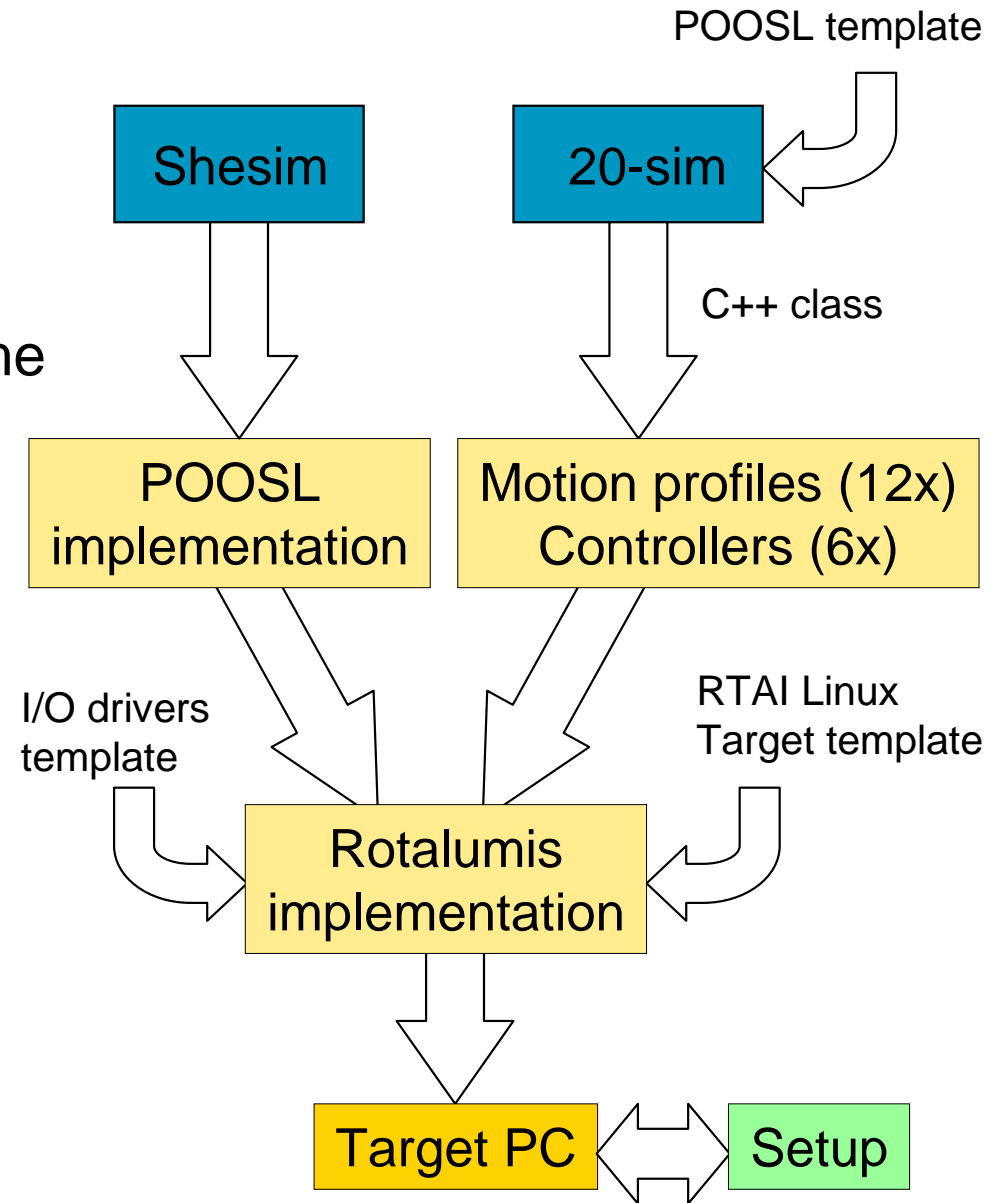 POOSL template
Shesim
20-sim
C++ class
ne
POOSL
implementation
Motion profiles (12x)
Controllers (6x)
I/O drivers
template
RTAI Linux
Target template
Rotalumis
implementation
Target PC
Setup